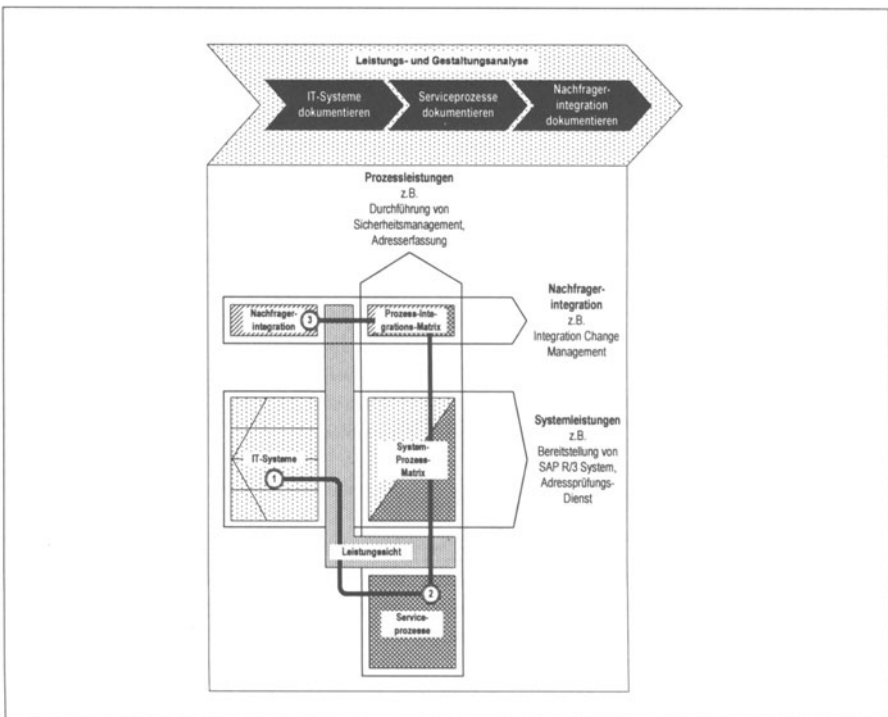 Leistungs- und Gestaltungsanalyse
IT-Systeme
dokumentieren
Serviceprozesse
dokumentieren
Nachfrager-
integration
dokumentieren
Prozessleistungen
z.B.
Durchführung von
Sicherheitsmanagement,
Adresserfassung
Nachfrager-
integration
3
Prozess-Inte-
grations-Matrix
Nachfrager-
integration
z.B.
Integration Change
Management
IT-Systeme
1
System-
Prozess-
Matrix
Systemleistungen
z.B.
Bereitstellung von
SAP R/3 System,
Adressprüfungs-
Dienst
Leistungssicht
2
Service-
prozesse